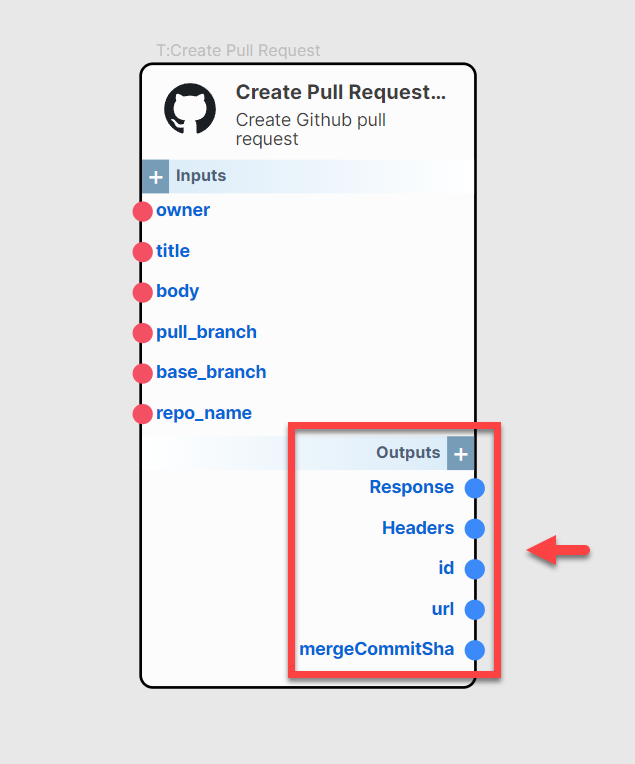 T:Create Pull Request
Create Pull Request...
Create Github pull
request
+ Inputs
owner
title
body
pull_branch
base_branch
repo_name
Outputs +
Response
Headers
id
url
mergeCommitSha